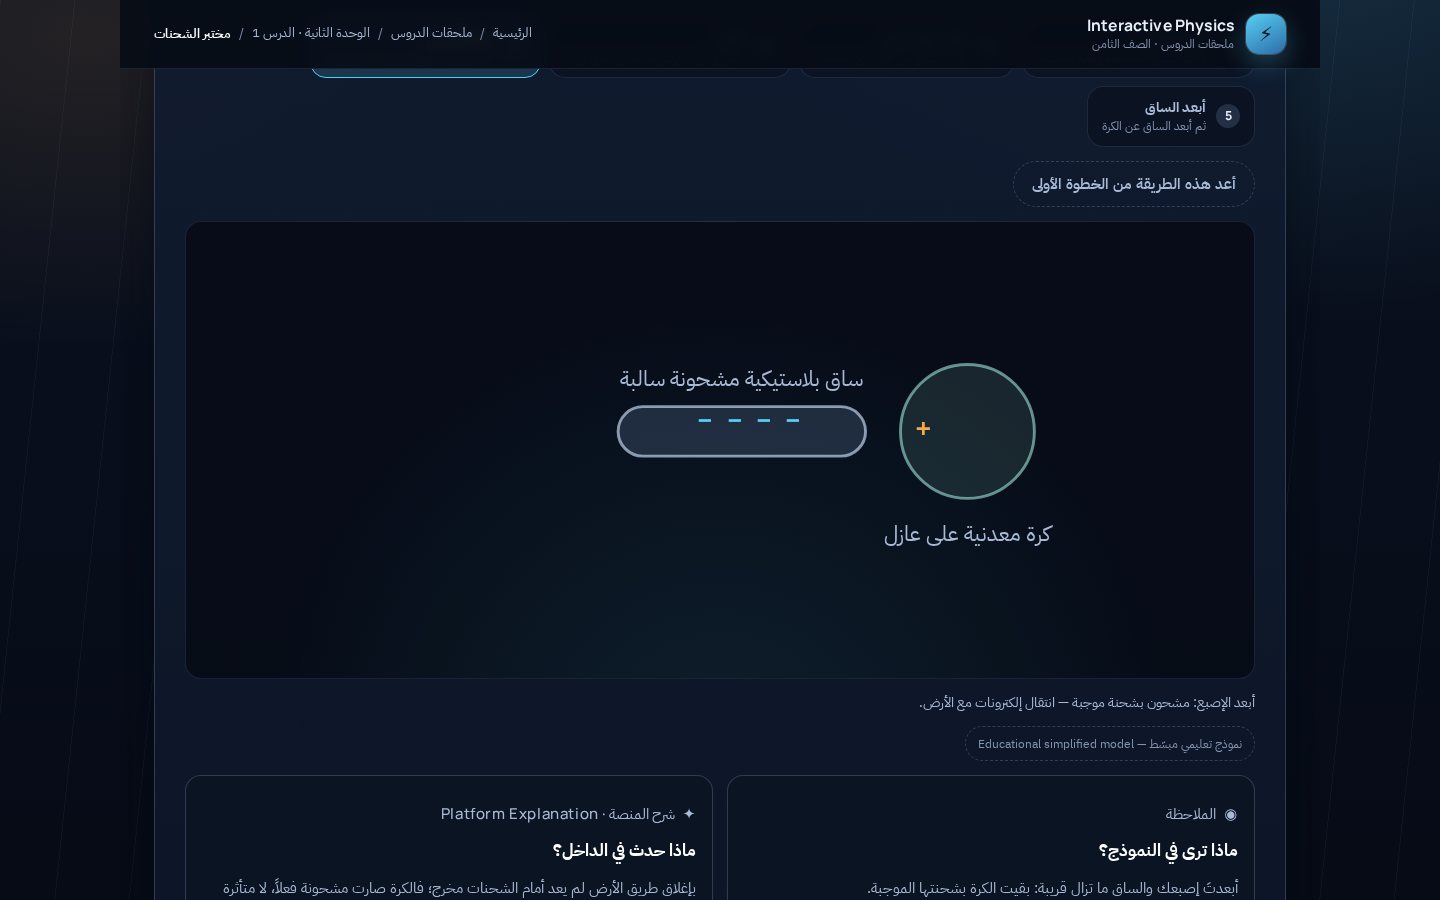 Interactive Physics
ملحقات الدروس · الصف الثامن
الرئيسية / ملحقات الدروس / الوحدة الثانية · الدرس 1 / مختبر الشحنات
5
أبعد الساق
ثم أبعد الساق عن الكرة
أعد هذه الطريقة من الخطوة الأولى
ساق بلاستيكية مشحونة سالبة
− − − −
+
كرة معدنية على عازل
أبعد الإصبع: مشحون بشحنة موجبة — انتقال إلكترونات مع الأرض.
نموذج تعليمي مبسّط — Educational simplified model
◉ الملاحظة
ماذا ترى في النموذج؟
أبعدتَ إصبعك والساق ما تزال قريبة: بقيت الكرة بشحنتها الموجبة.
✦ شرح المنصة · Platform Explanation
ماذا حدث في الداخل؟
بإغلاق طريق الأرض لم يعد أمام الشحنات مخرج؛ فالكرة صارت مشحونة فعلاً، لا متأثرة